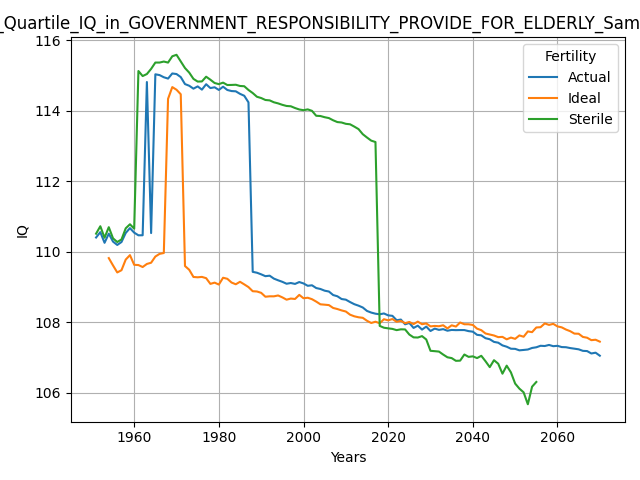 _Quartile_IQ_in_GOVERNMENT_RESPONSIBILITY_PROVIDE_FOR_ELDERLY_Sam
116
114
112
110
108
106
IQ
Fertility
Actual
Ideal
Sterile
1960
1980
2000
2020
2040
2060
Years